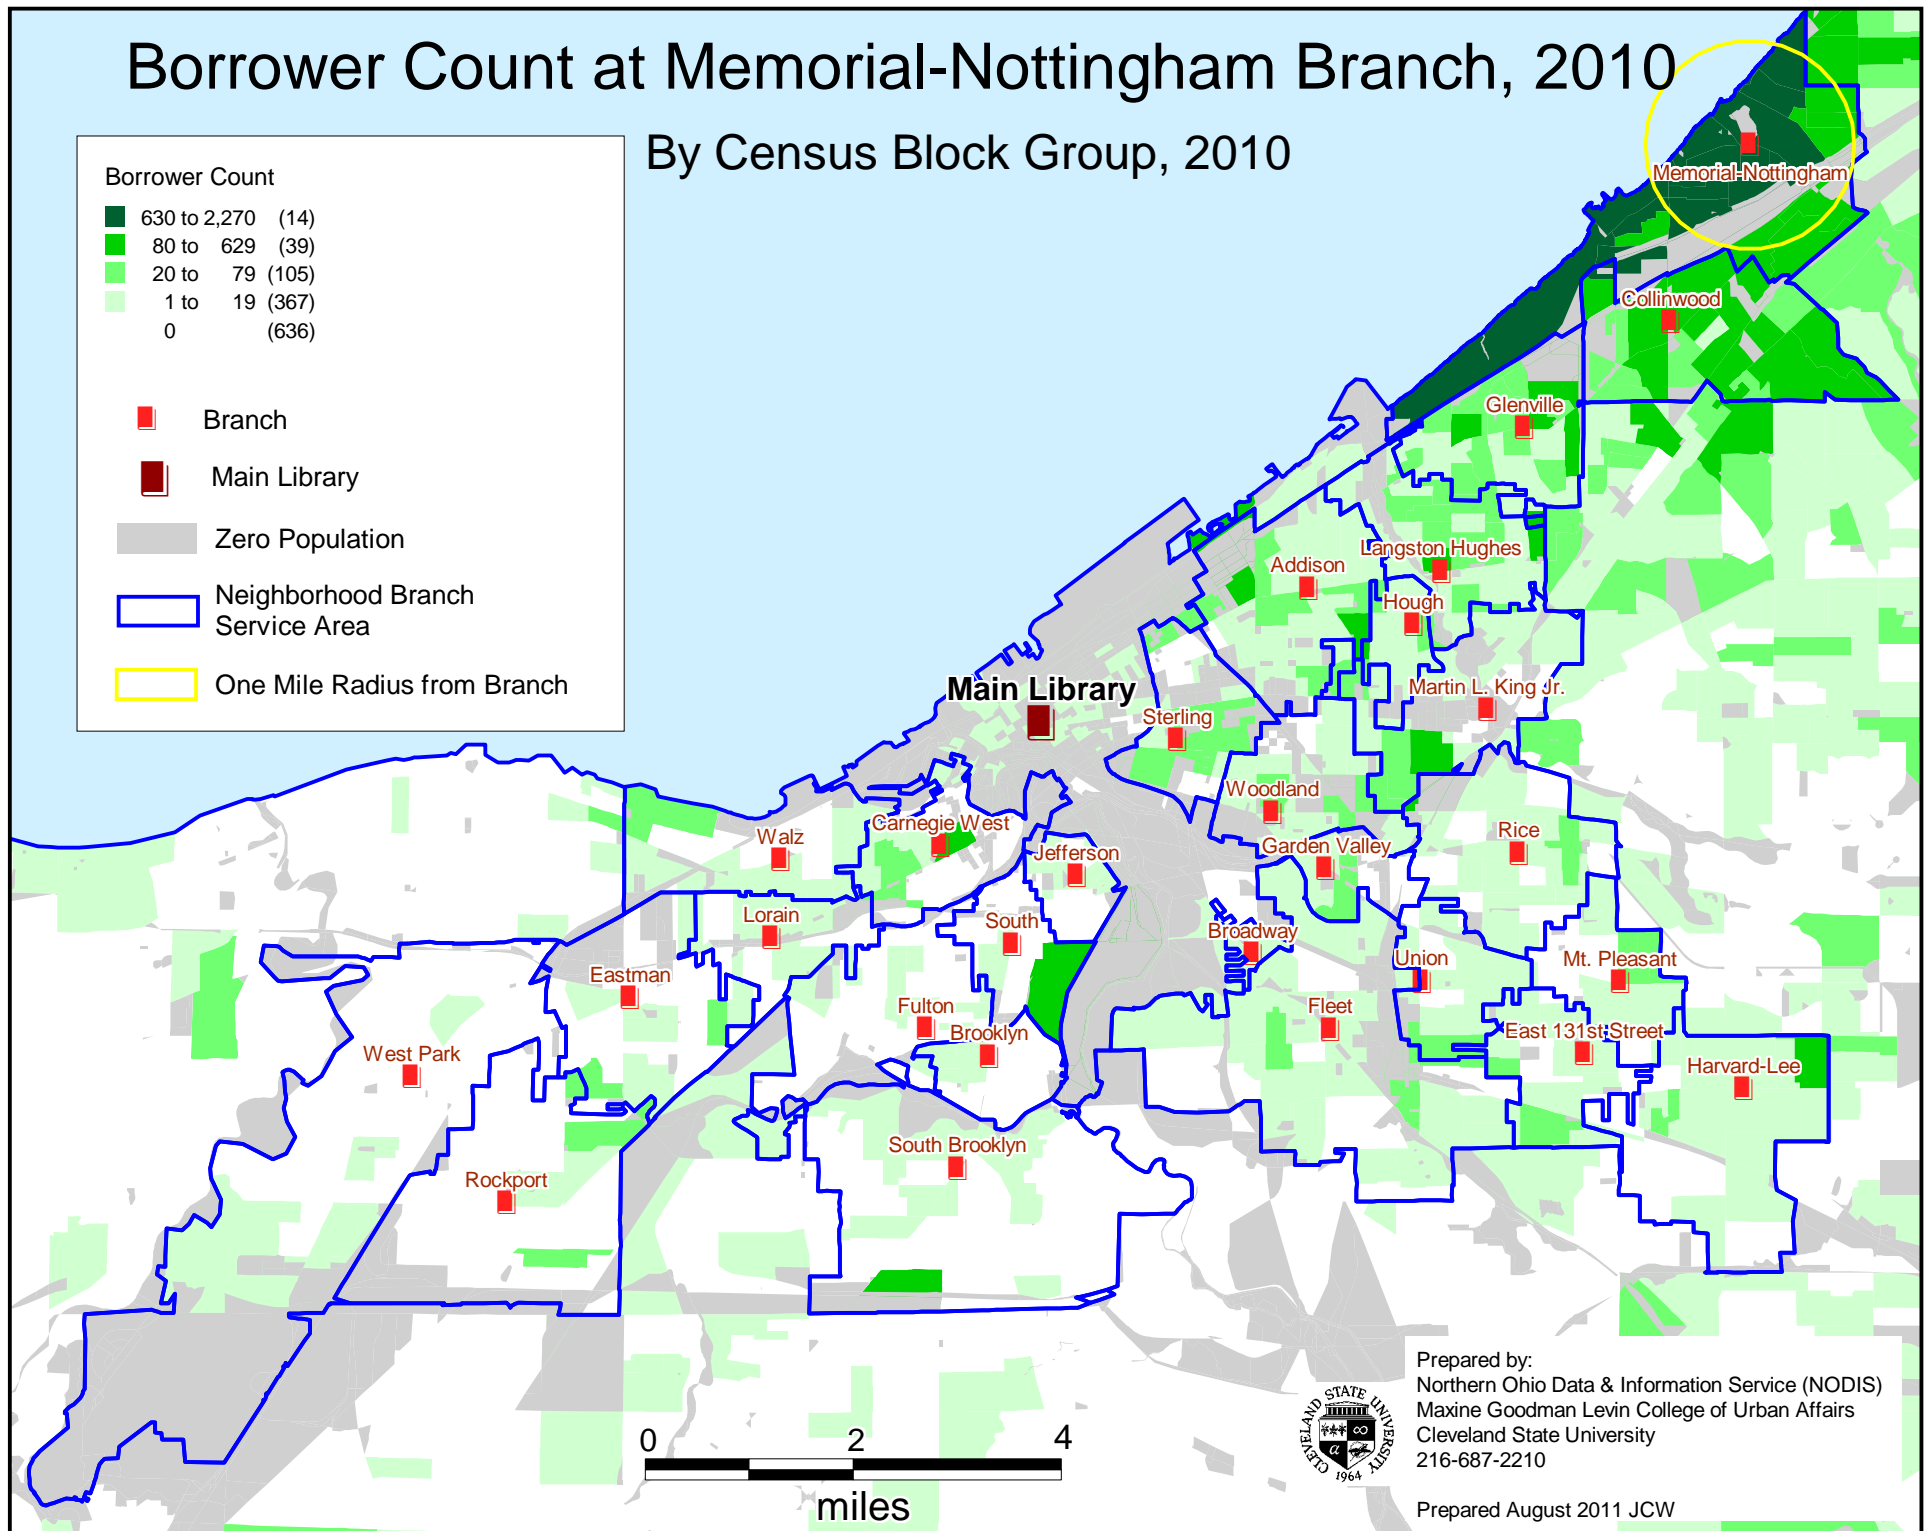 Borrower Count at Memorial-Nottingham Branch, 2010
By Census Block Group, 2010
Borrower Count
630 to 2,270 (14)
80 to 629 (39)
20 to 79 (105)
1 to 19 (367)
0 (636)
Branch
Main Library
Zero Population
Neighborhood Branch
Service Area
One Mile Radius from Branch
Memorial-Nottingham
Collinwood
Glenville
Langston Hughes
Addison
Hough
Martin L. King Jr.
Main Library
Sterling
Woodland
Walz
Carnegie West
Jefferson
Garden Valley
Rice
Lorain
South
Broadway
Union
Mt. Pleasant
Eastman
Fulton
Brooklyn
Fleet
East 131st Street
West Park
Harvard-Lee
South Brooklyn
Rockport
0 2 4
miles
CLEVELAND STATE UNIVERSITY
1964
Prepared by:
Northern Ohio Data & Information Service (NODIS)
Maxine Goodman Levin College of Urban Affairs
Cleveland State University
216-687-2210
Prepared August 2011 JCW